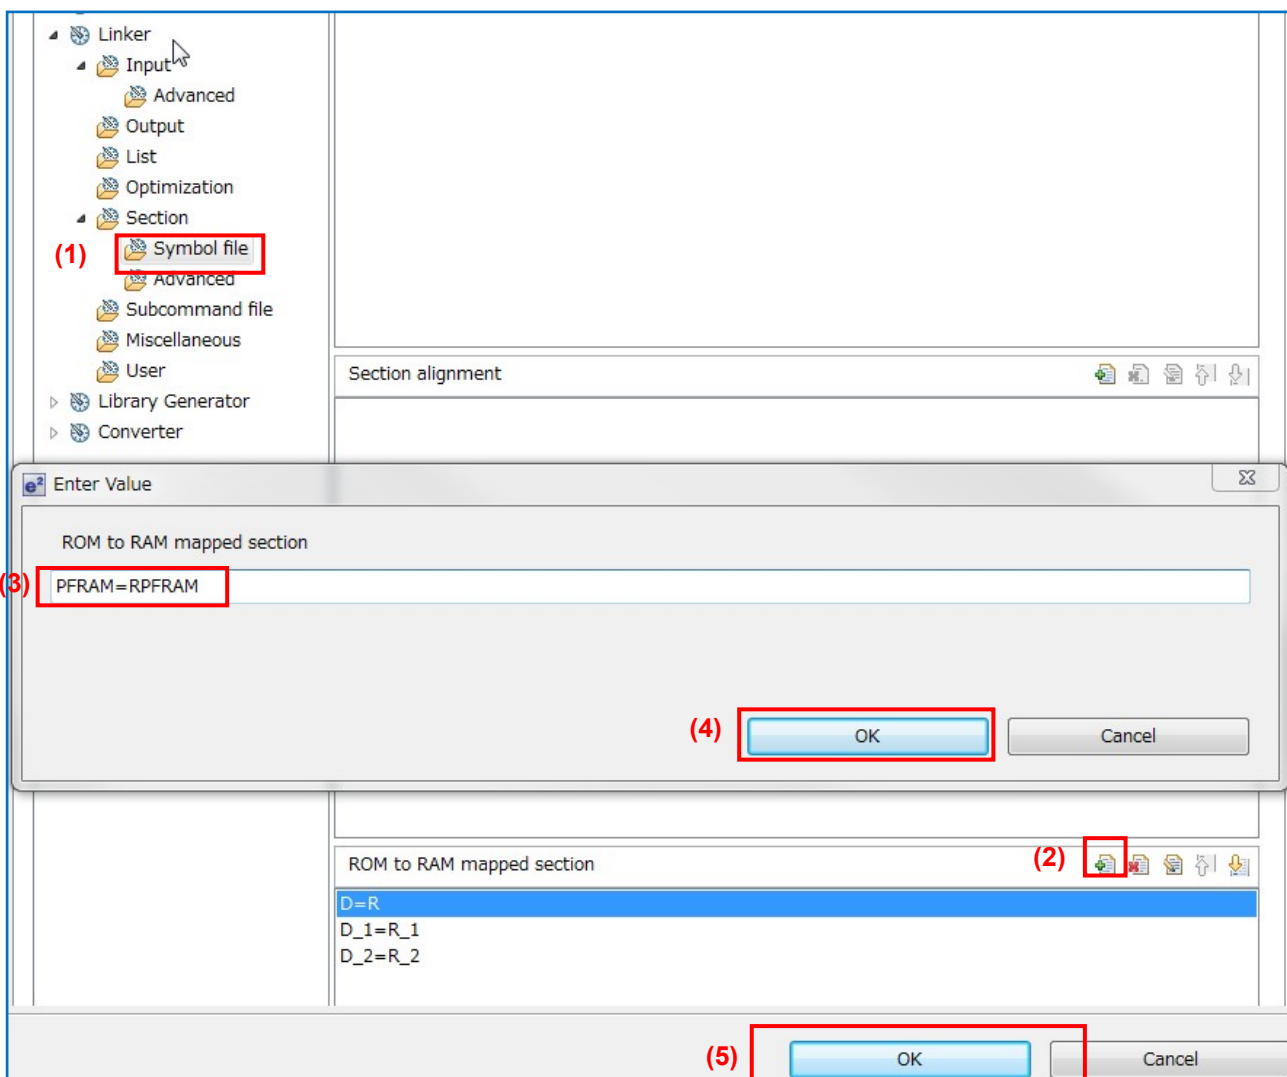 Linker
Input
Advanced
Output
List
Optimization
Section
(1) Symbol file
Advanced
Subcommand file
Miscellaneous
User
Library Generator
Converter
Section alignment
e² Enter Value
ROM to RAM mapped section
(3) PFRAM=RPFRAM
(4) OK Cancel
ROM to RAM mapped section (2)
D=R
D_1=R_1
D_2=R_2
(5) OK Cancel